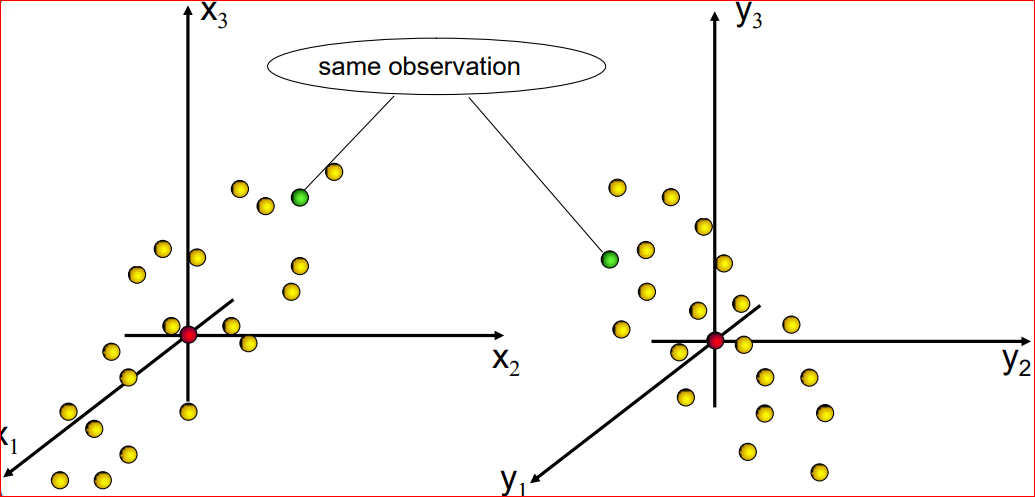 x₃
y₃
same observation
x₂
y₂
x₁
y₁